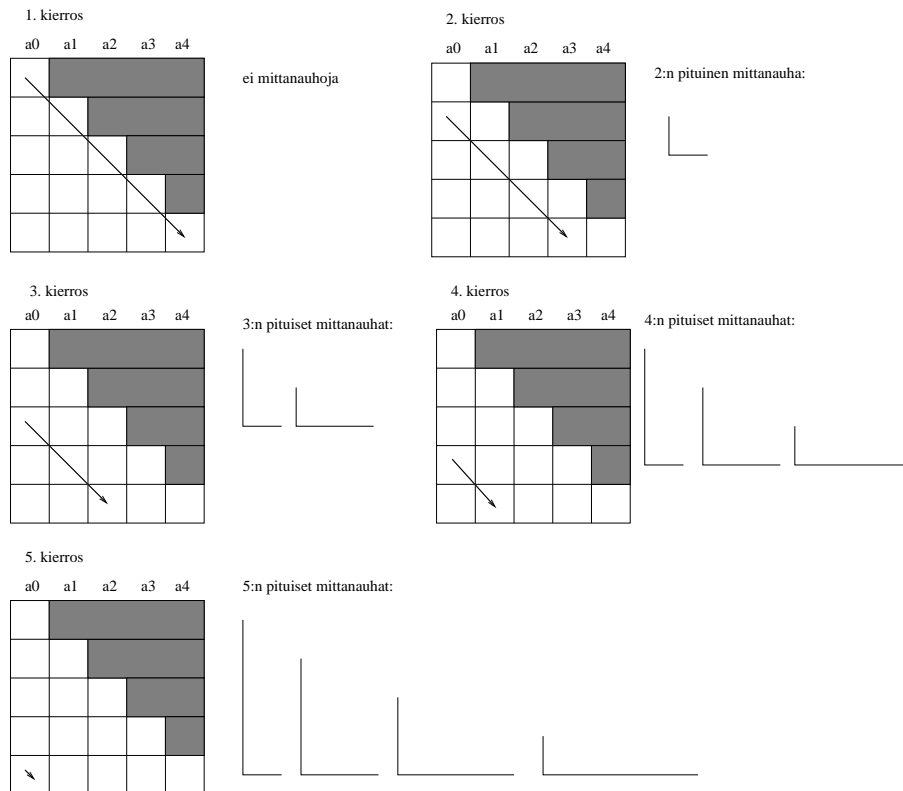 1. kierros
a0 a1 a2 a3 a4
ei mittanauhoja
2. kierros
a0 a1 a2 a3 a4
2:n pituinen mittanauha:
3. kierros
a0 a1 a2 a3 a4
3:n pituiset mittanauhat:
4. kierros
a0 a1 a2 a3 a4
4:n pituiset mittanauhat:
5. kierros
a0 a1 a2 a3 a4
5:n pituiset mittanauhat: